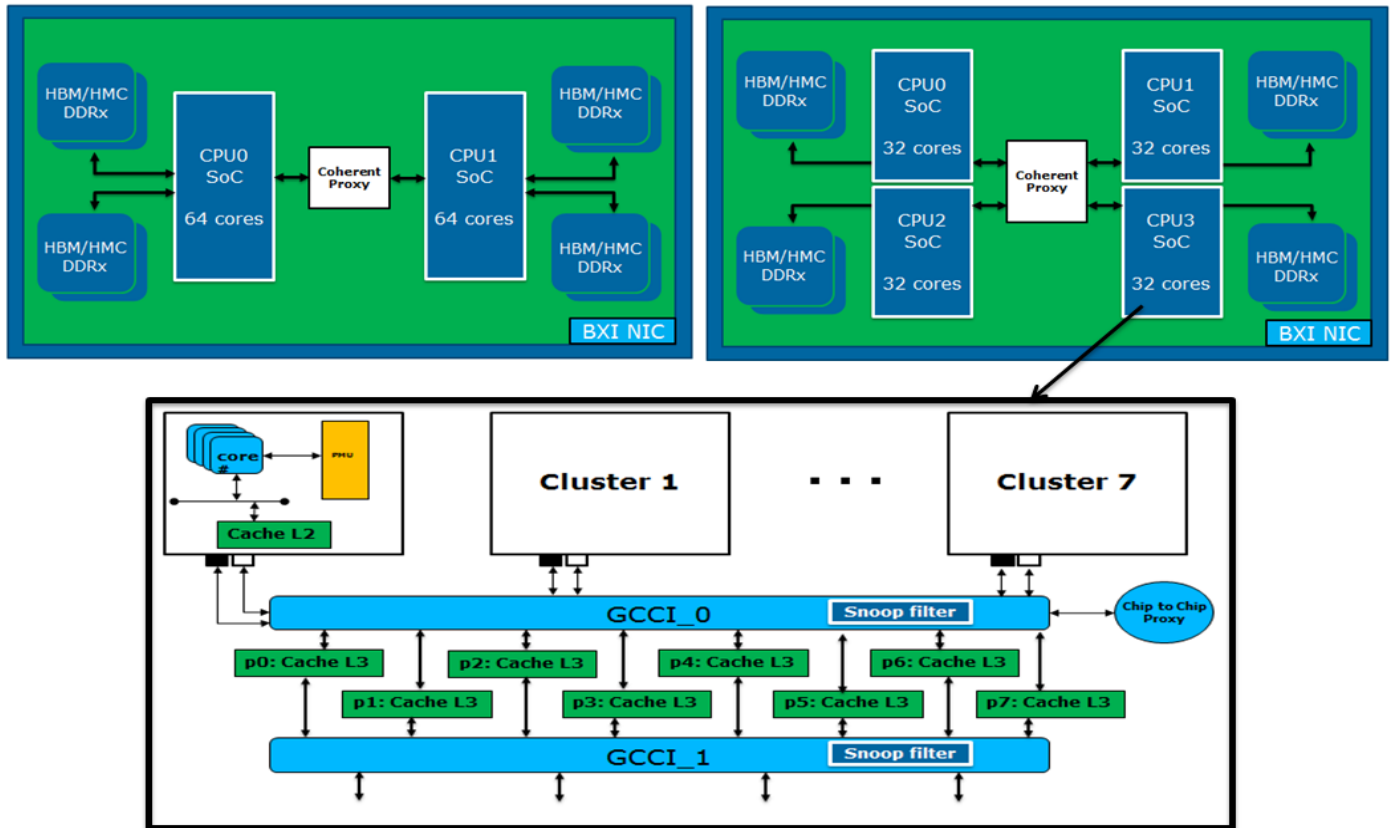 HBM/HMC
DDRx
HBM/HMC
DDRx
CPU0
SoC
64 cores
Coherent
Proxy
CPU1
SoC
64 cores
HBM/HMC
DDRx
HBM/HMC
DDRx
BXI NIC
HBM/HMC
DDRx
HBM/HMC
DDRx
CPU0
SoC
32 cores
CPU2
SoC
32 cores
Coherent
Proxy
CPU1
SoC
32 cores
CPU3
SoC
32 cores
HBM/HMC
DDRx
HBM/HMC
DDRx
BXI NIC
core
#
PMU
Cache L2
Cluster 1
. . .
Cluster 7
GCCI_0
Snoop filter
Chip to Chip
Proxy
p0: Cache L3
p2: Cache L3
p4: Cache L3
p6: Cache L3
p1: Cache L3
p3: Cache L3
p5: Cache L3
p7: Cache L3
GCCI_1
Snoop filter